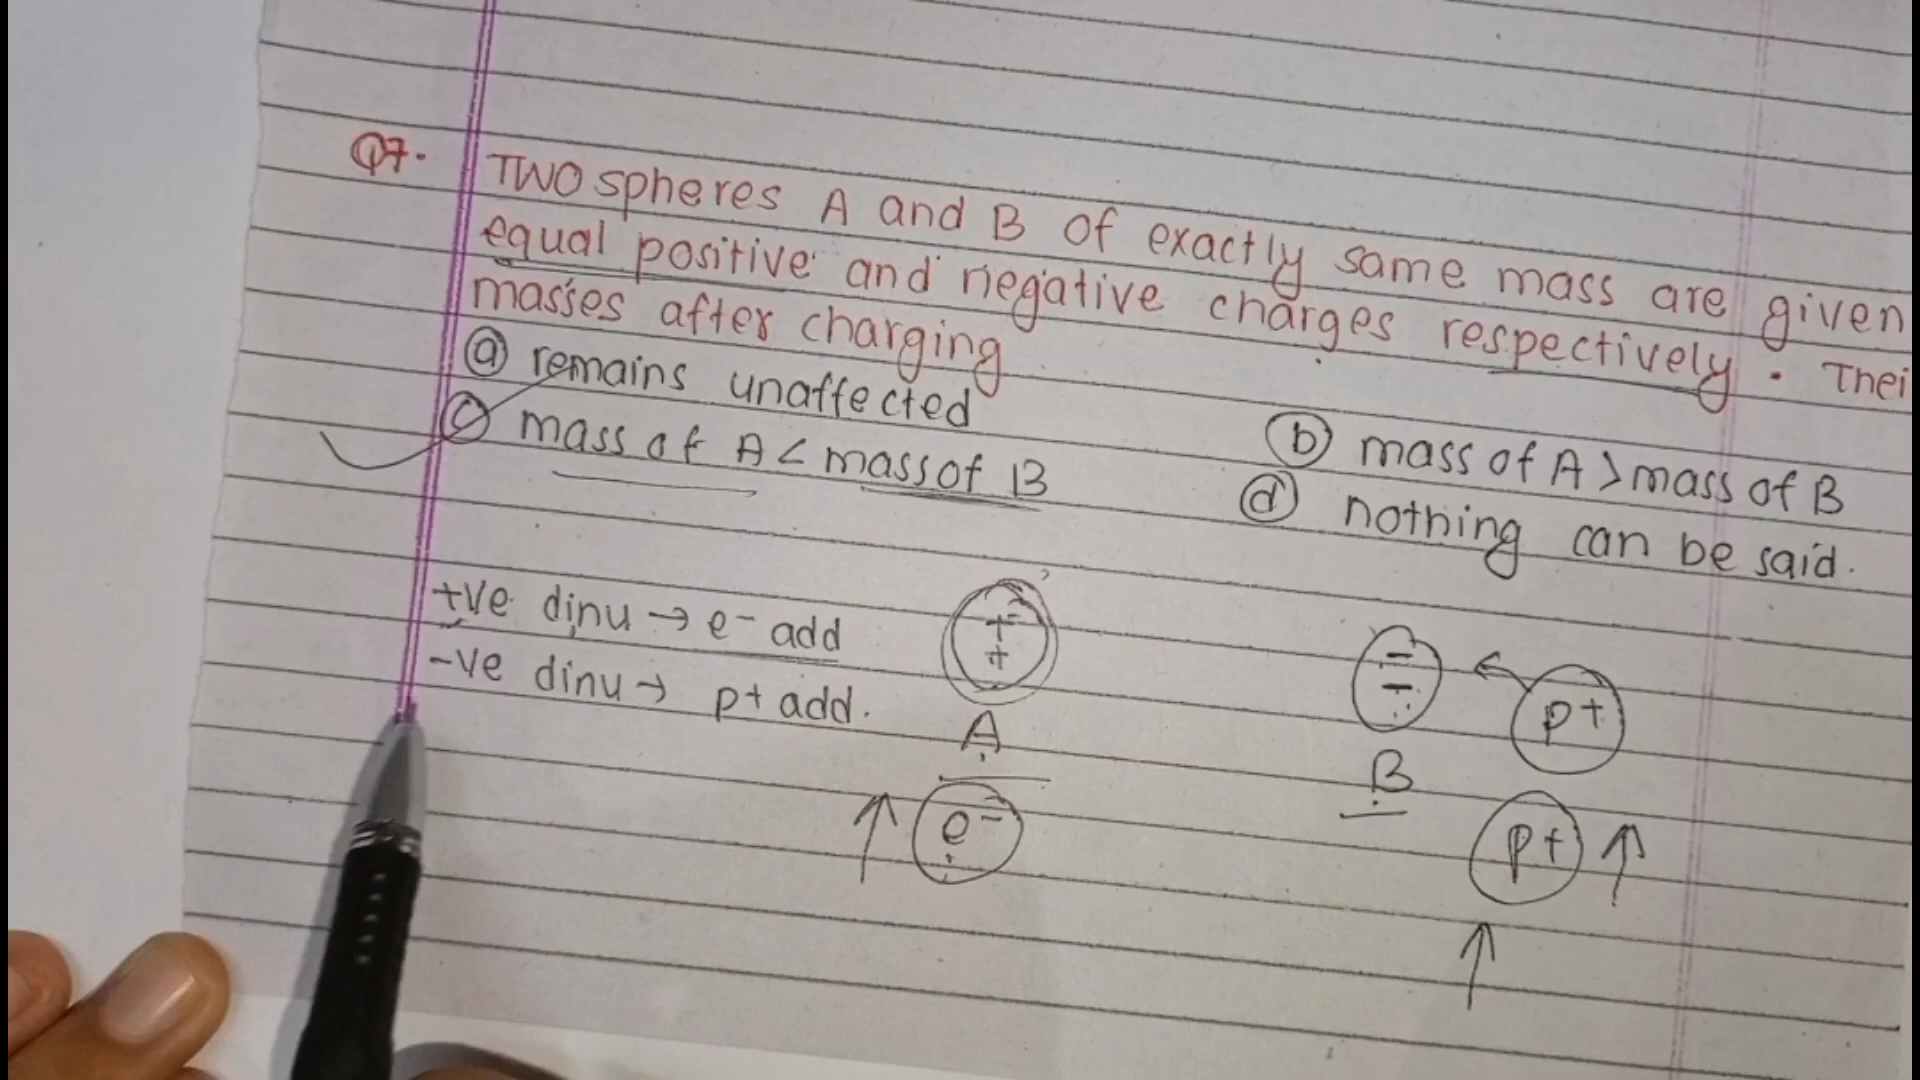 Q7. Two spheres A and B of exactly same mass are given
equal positive and negative charges respectively. Thei
masses after charging
(a) remains unaffected
(b) mass of A > mass of B
(c) mass of A < mass of B
(d) nothing can be said.
+ve dinu → e- add
-ve dinu → p+ add.
+
+
A
e-
-
-
B
p+
p+